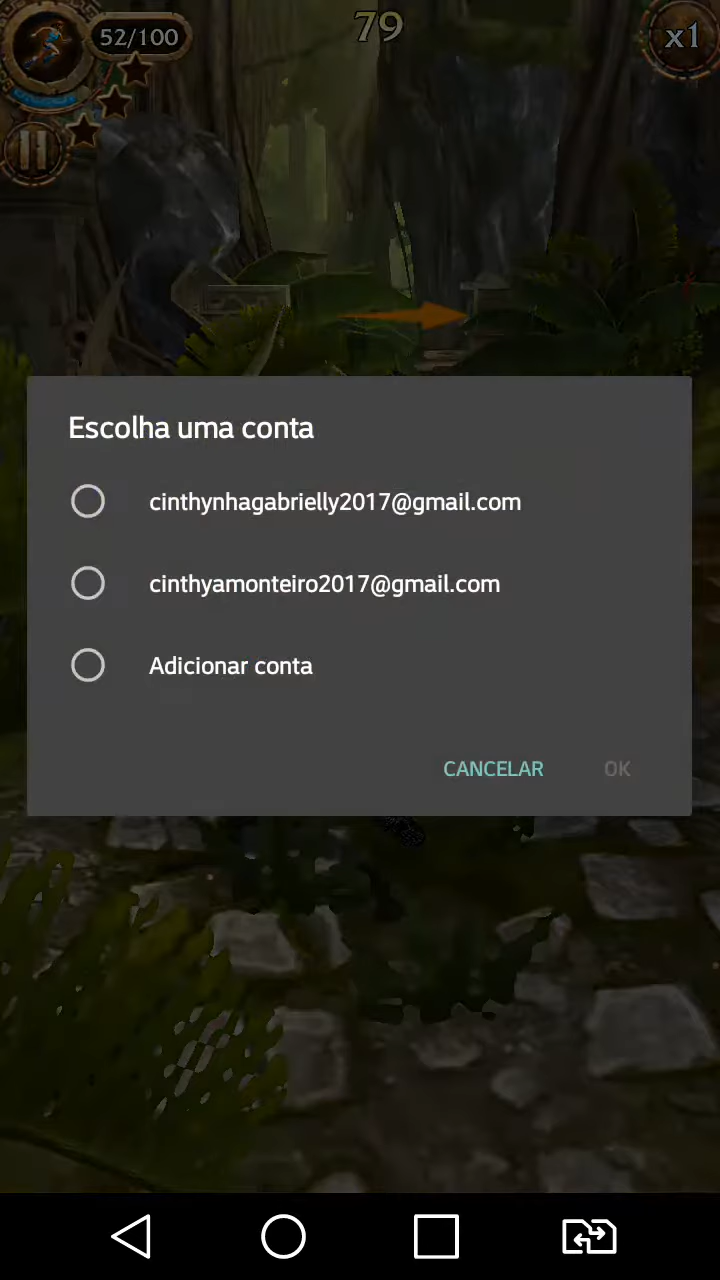 52/100
79
x1
Escolha uma conta
cinthynhagabrielly2017@gmail.com
cinthyamonteiro2017@gmail.com
Adicionar conta
CANCELAR
OK